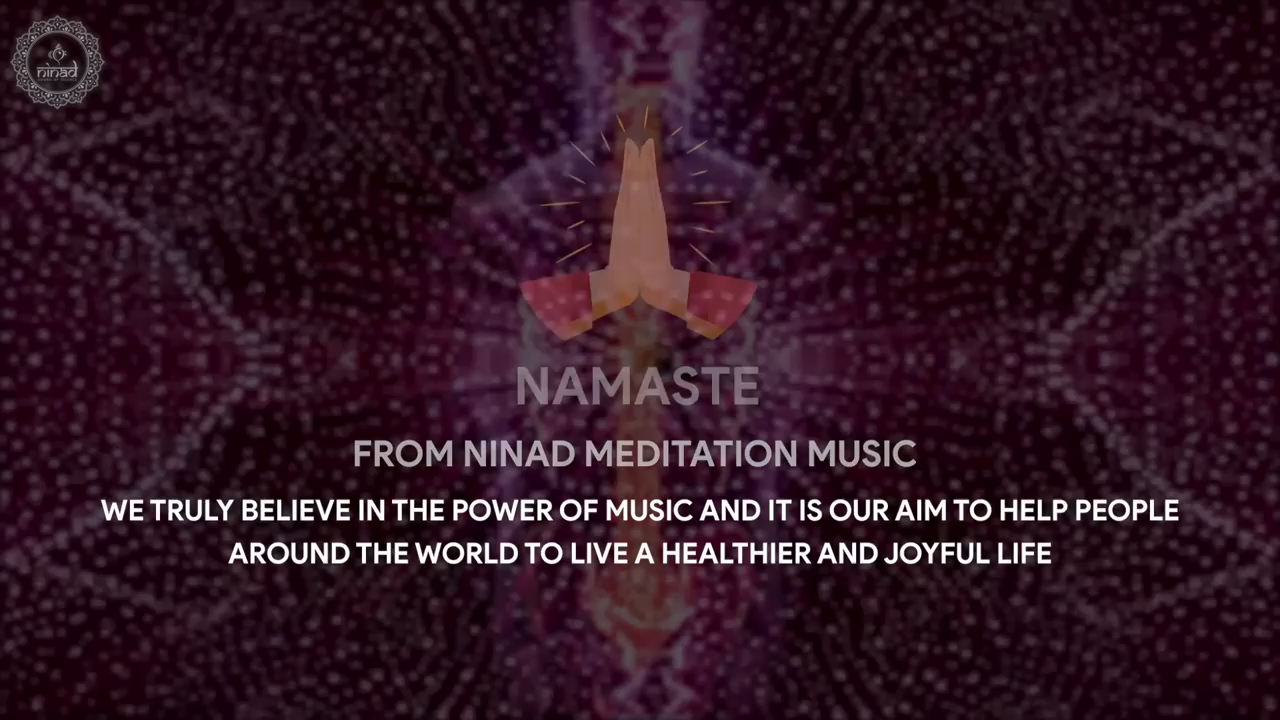 ninad
NAMASTE
FROM NINAD MEDITATION MUSIC
WE TRULY BELIEVE IN THE POWER OF MUSIC AND IT IS OUR AIM TO HELP PEOPLE
AROUND THE WORLD TO LIVE A HEALTHIER AND JOYFUL LIFE